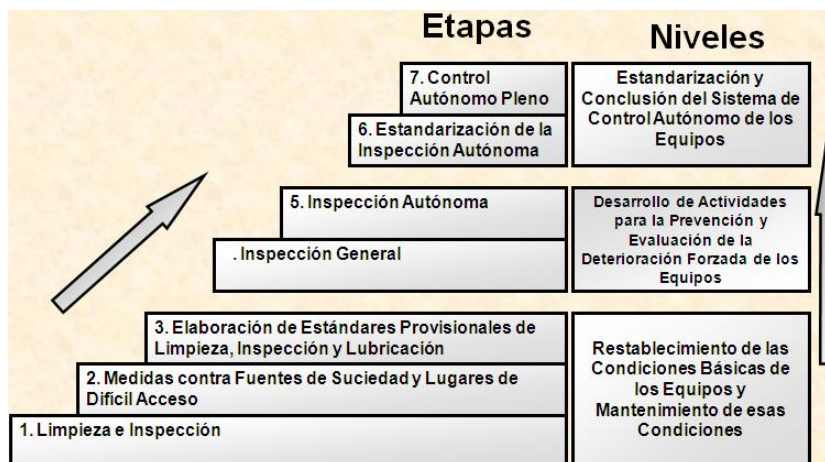 Etapas
Niveles
7. Control
Autónomo Pleno
6. Estandarización de la
Inspección Autónoma
Estandarización y
Conclusión del Sistema de
Control Autónomo de los
Equipos
5. Inspección Autónoma
. Inspección General
Desarrollo de Actividades
para la Prevención y
Evaluación de la
Deterioración Forzada de los
Equipos
3. Elaboración de Estándares Provisionales de
Limpieza, Inspección y Lubricación
2. Medidas contra Fuentes de Suciedad y Lugares de
Difícil Acceso
1. Limpieza e Inspección
Restablecimiento de las
Condiciones Básicas de
los Equipos y
Mantenimiento de esas
Condiciones